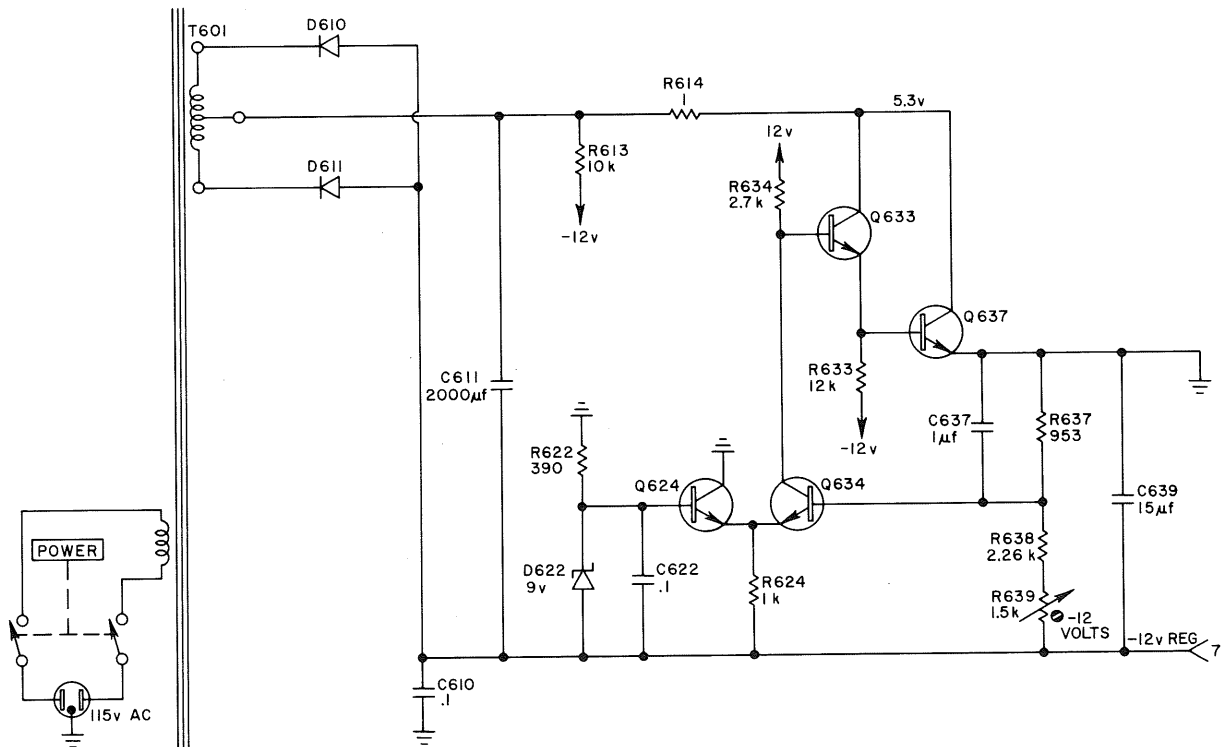 T601
D610
D611
R614
1
5.3v
R613
10k
-12v
12v
R634
2.7k
Q633
Q637
C611
2000µf
R633
12k
-12v
C637
1µf
R637
953
R622
390
Q624
Q634
C639
15µf
D622
9v
C622
.1
R624
1k
R638
2.26k
R639
1.5k
-12
VOLTS
-12v REG
7
C610
.1
POWER
115v AC